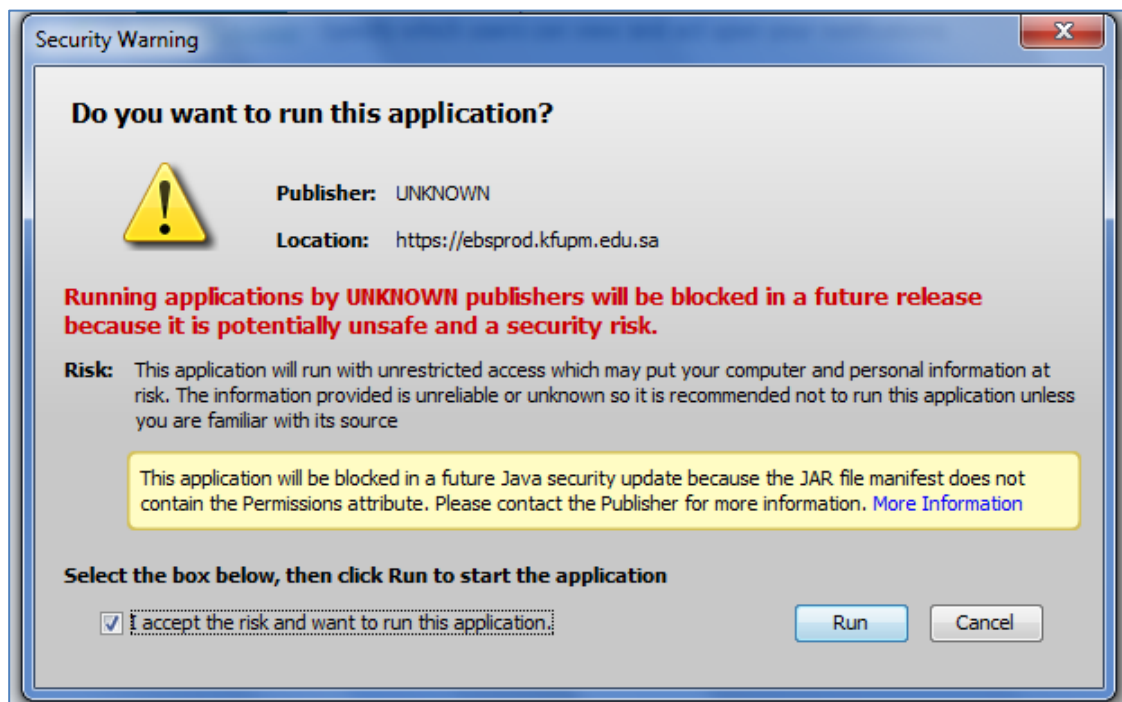 Security Warning
X
Do you want to run this application?
Publisher: UNKNOWN
Location: https://ebsprod.kfupm.edu.sa
Running applications by UNKNOWN publishers will be blocked in a future release
because it is potentially unsafe and a security risk.
Risk: This application will run with unrestricted access which may put your computer and personal information at
risk. The information provided is unreliable or unknown so it is recommended not to run this application unless
you are familiar with its source
This application will be blocked in a future Java security update because the JAR file manifest does not
contain the Permissions attribute. Please contact the Publisher for more information. More Information
Select the box below, then click Run to start the application
I accept the risk and want to run this application.
Run
Cancel